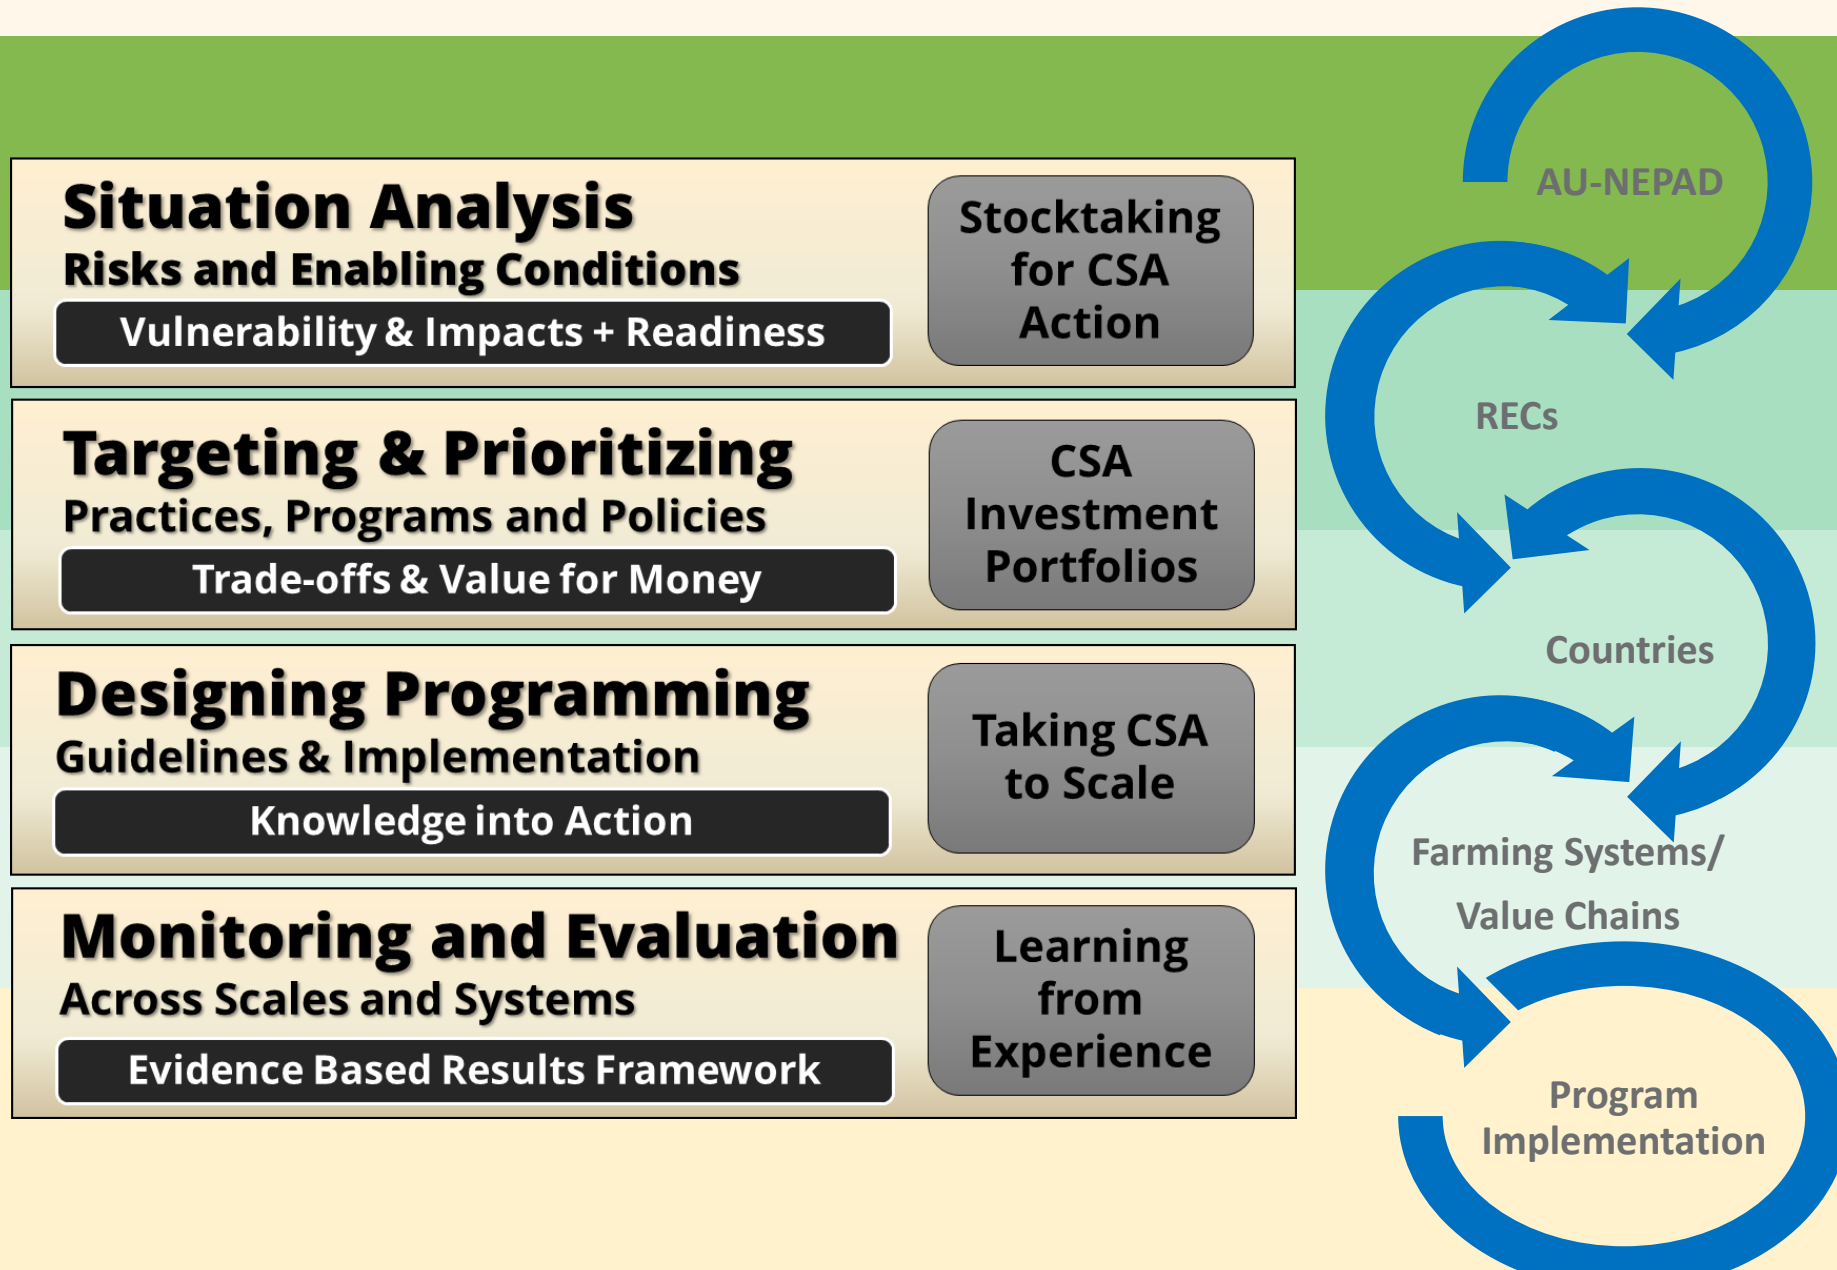 Situation Analysis
Risks and Enabling Conditions
Vulnerability & Impacts + Readiness
Stocktaking
for CSA
Action
Targeting & Prioritizing
Practices, Programs and Policies
Trade-offs & Value for Money
CSA
Investment
Portfolios
Designing Programming
Guidelines & Implementation
Knowledge into Action
Taking CSA
to Scale
Monitoring and Evaluation
Across Scales and Systems
Evidence Based Results Framework
Learning
from
Experience
AU-NEPAD
RECs
Countries
Farming Systems/
Value Chains
Program
Implementation